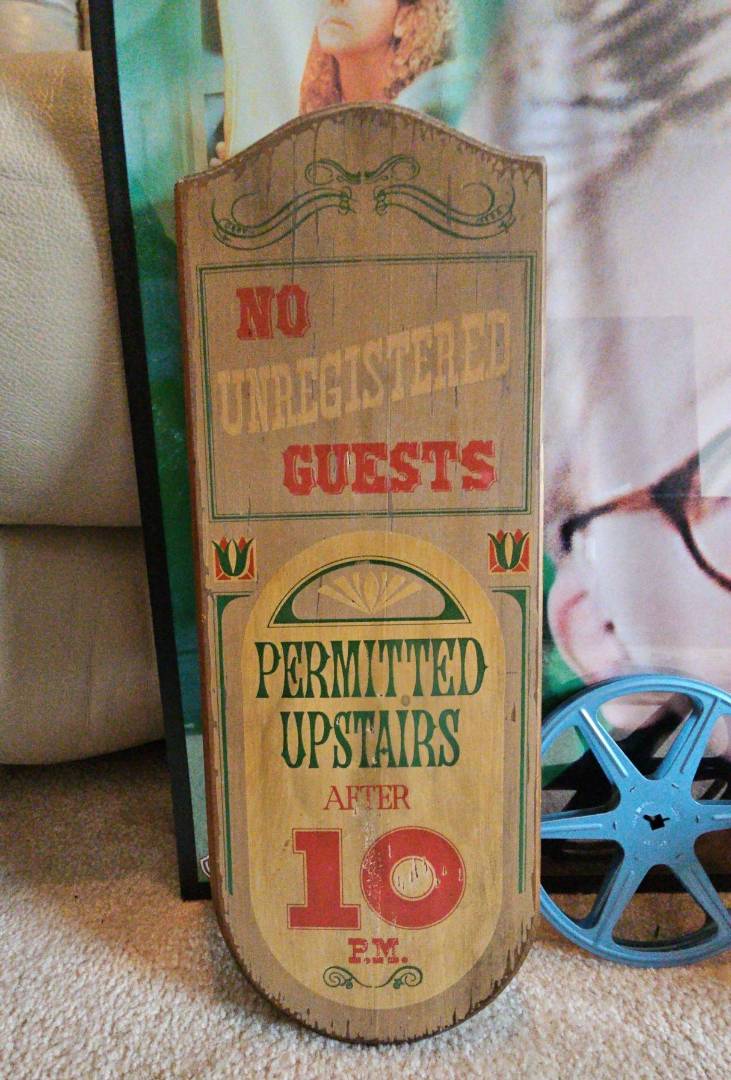 NO
UNREGISTERED
GUESTS
PERMITTED
UPSTAIRS
AFTER
10
P.M.